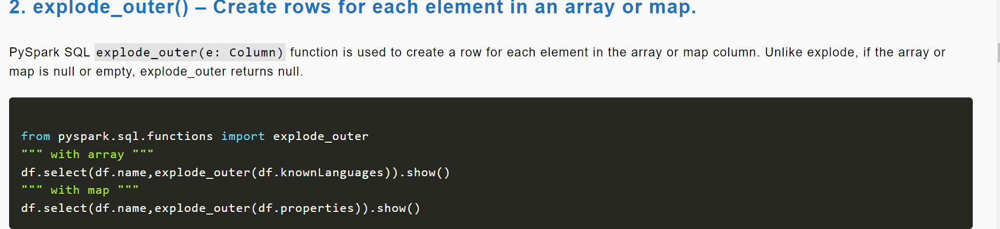 2. explode_outer() – Create rows for each element in an array or map.
PySpark SQL explode_outer(e: Column) function is used to create a row for each element in the array or map column. Unlike explode, if the array or
map is null or empty, explode_outer returns null.
from pyspark.sql.functions import explode_outer
""" with array """
df.select(df.name,explode_outer(df.knownLanguages)).show()
""" with map """
df.select(df.name,explode_outer(df.properties)).show()